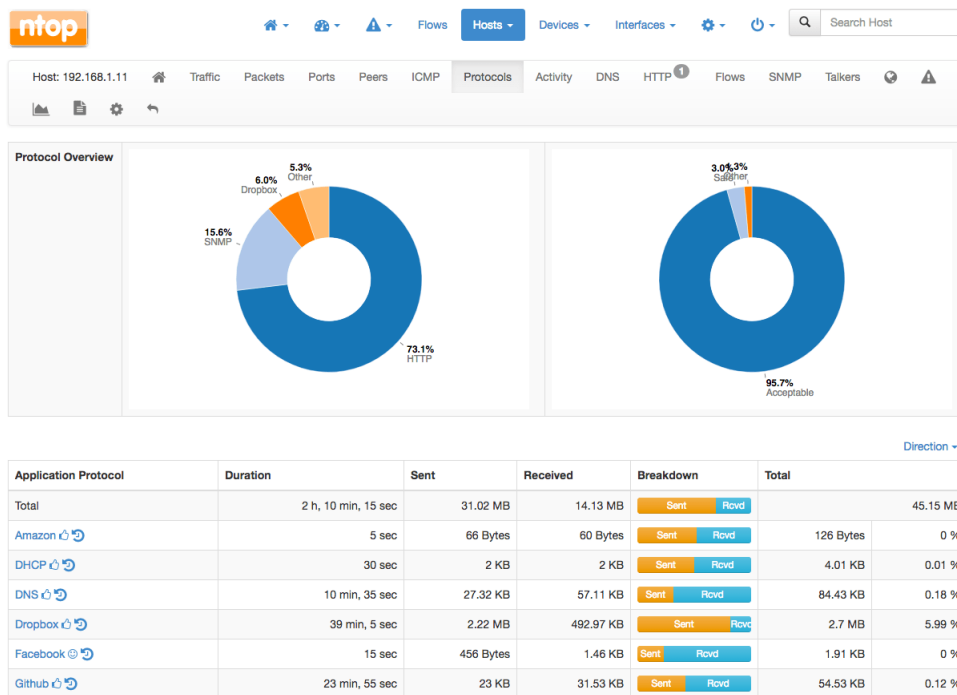 ntop
Flows Hosts Devices Interfaces Search Host
Host: 192.168.1.11 Traffic Packets Ports Peers ICMP Protocols Activity DNS HTTP 1 Flows SNMP Talkers
Protocol Overview
5.3%
Other
6.0%
Dropbox
15.6%
SNMP
73.1%
HTTP
3.0%
.3%
Other
95.7%
Acceptable
Direction
Application Protocol Duration Sent Received Breakdown Total
Total 2 h, 10 min, 15 sec 31.02 MB 14.13 MB Sent Rcvd 45.15 MB
Amazon 5 sec 66 Bytes 60 Bytes Sent Rcvd 126 Bytes 0 %
DHCP 30 sec 2 KB 2 KB Sent Rcvd 4.01 KB 0.01 %
DNS 10 min, 35 sec 27.32 KB 57.11 KB Sent Rcvd 84.43 KB 0.18 %
Dropbox 39 min, 5 sec 2.22 MB 492.97 KB Sent Rcvd 2.7 MB 5.99 %
Facebook 15 sec 456 Bytes 1.46 KB Sent Rcvd 1.91 KB 0 %
Github 23 min, 55 sec 23 KB 31.53 KB Sent Rcvd 54.53 KB 0.12 %